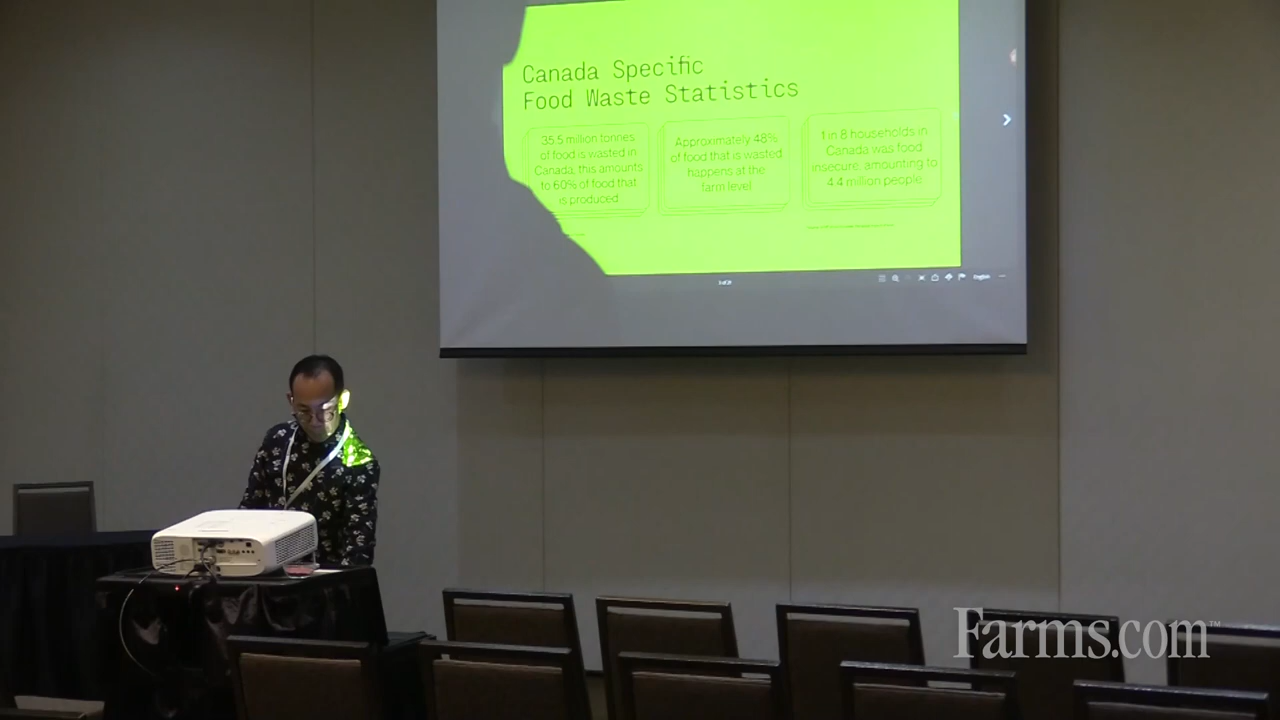 Canada Specific
Food Waste Statistics
35.5 million tonnes
of food is wasted in
Canada, this amounts
to 60% of food that
is produced
Approximately 48%
of food that is wasted
happens at the
farm level
1 in 8 households in
Canada was food
insecure, amounting to
4.4 million people
English
Farms.com™